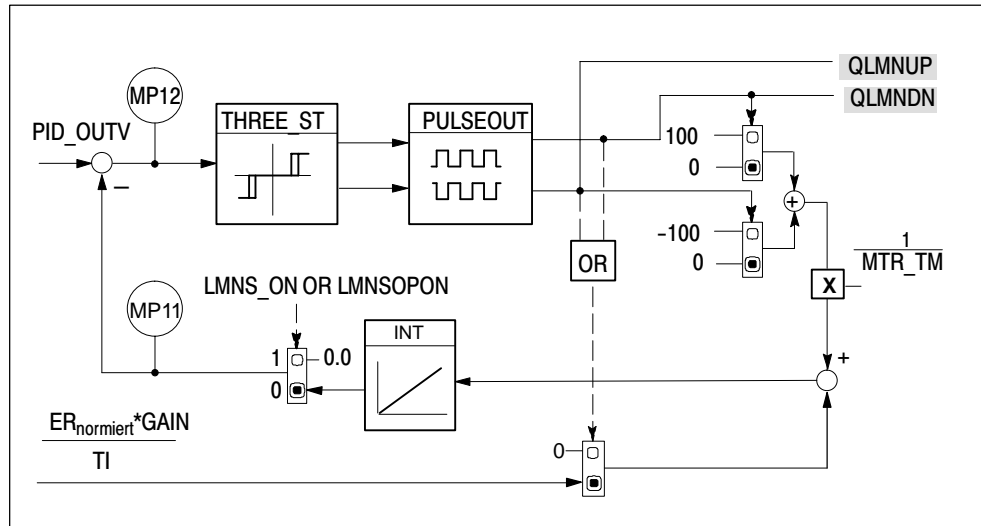 QLMNUP
MP12
QLMNDN
THREE_ST
PULSEOUT
PID_OUTV
100
0
–
+
-100
0
1
MTR_TM
OR
X
LMNS_ON OR LMNSOPON
MP11
INT
1
0.0
0
+
ERnormiert*GAIN
TI
0